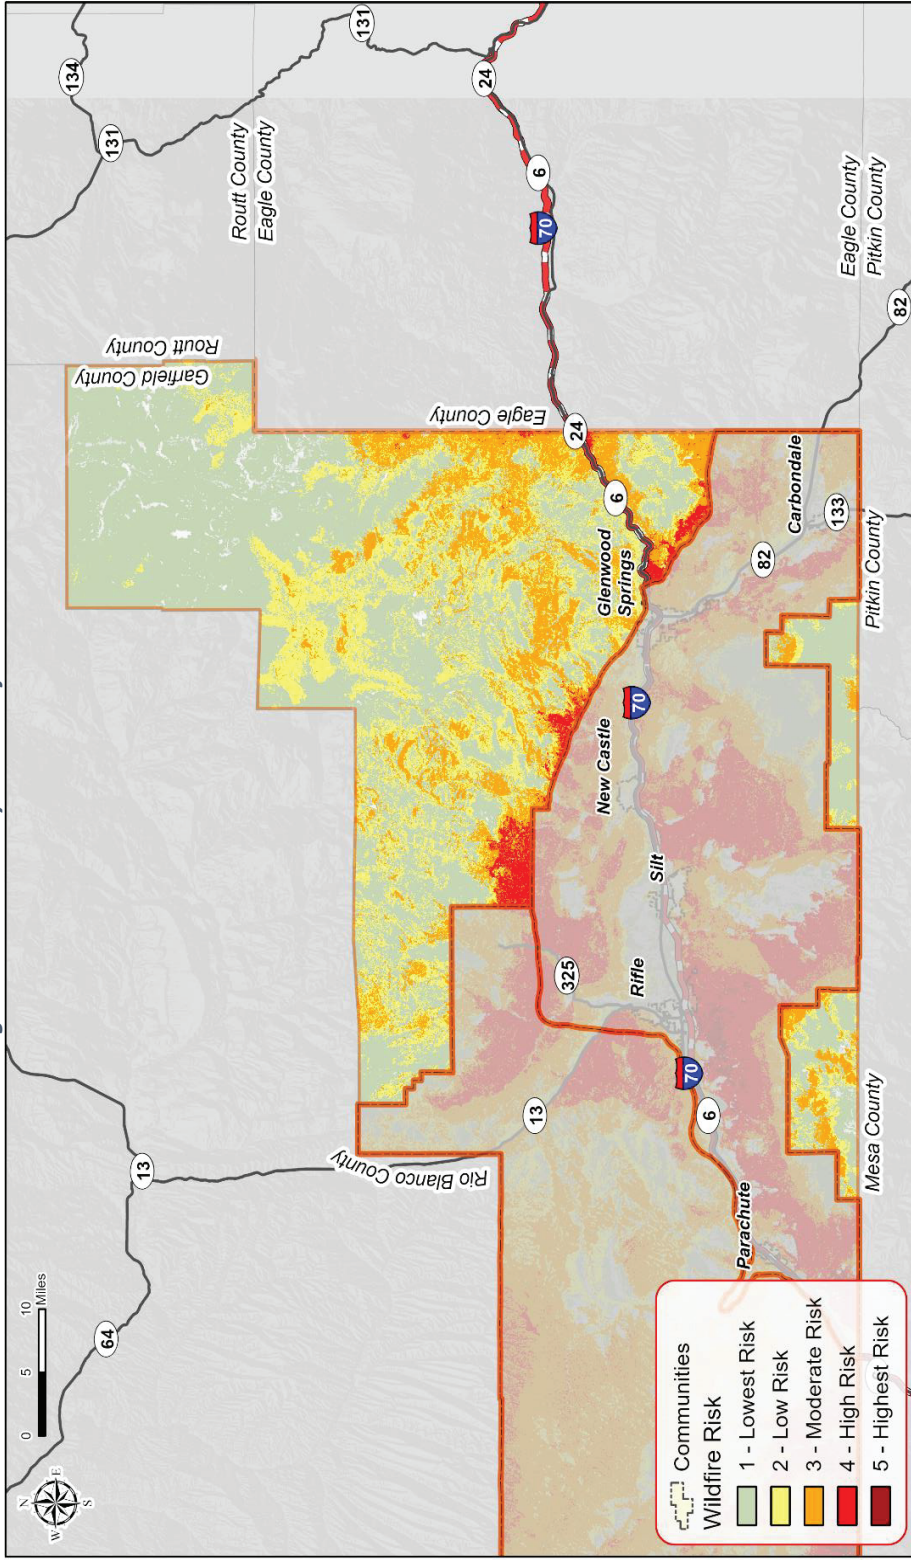 N
W E
S
0 5 10
Miles
134
64
131
13
Garfield County
Routt County
Routt County
Eagle County
131
Rio Blanco County
Eagle County
24
6
70
24
6
13
325
Glenwood
Springs
New Castle
70
Rifle
Silt
70
6
Parachute
82
Carbondale
133
Eagle County
Pitkin County
82
Mesa County
Pitkin County
Communities
Wildfire Risk
1 - Lowest Risk
2 - Low Risk
3 - Moderate Risk
4 - High Risk
5 - Highest Risk